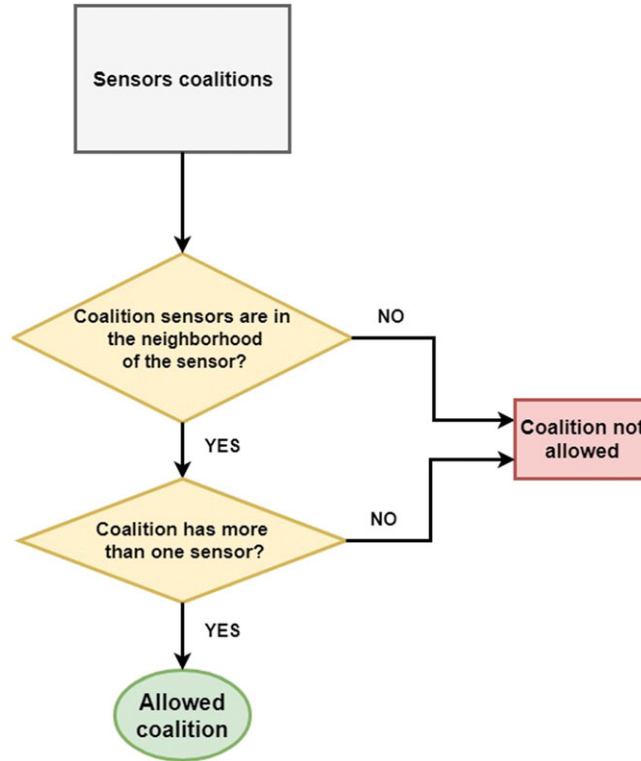 Sensors coalitions
Coalition sensors are in
the neighborhood
of the sensor?
NO
Coalition not
allowed
YES
Coalition has more
than one sensor?
NO
YES
Allowed
coalition